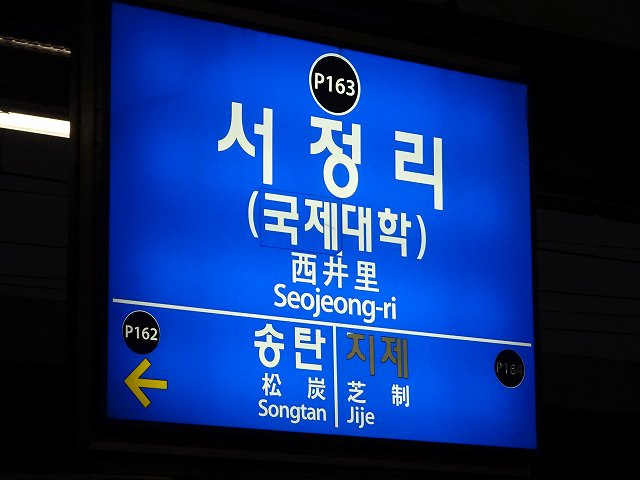 P163
서정리
(국제대학)
西井里
Seojeong-ri
P162
송탄 지제
P164
松炭 芝制
Songtan Jije